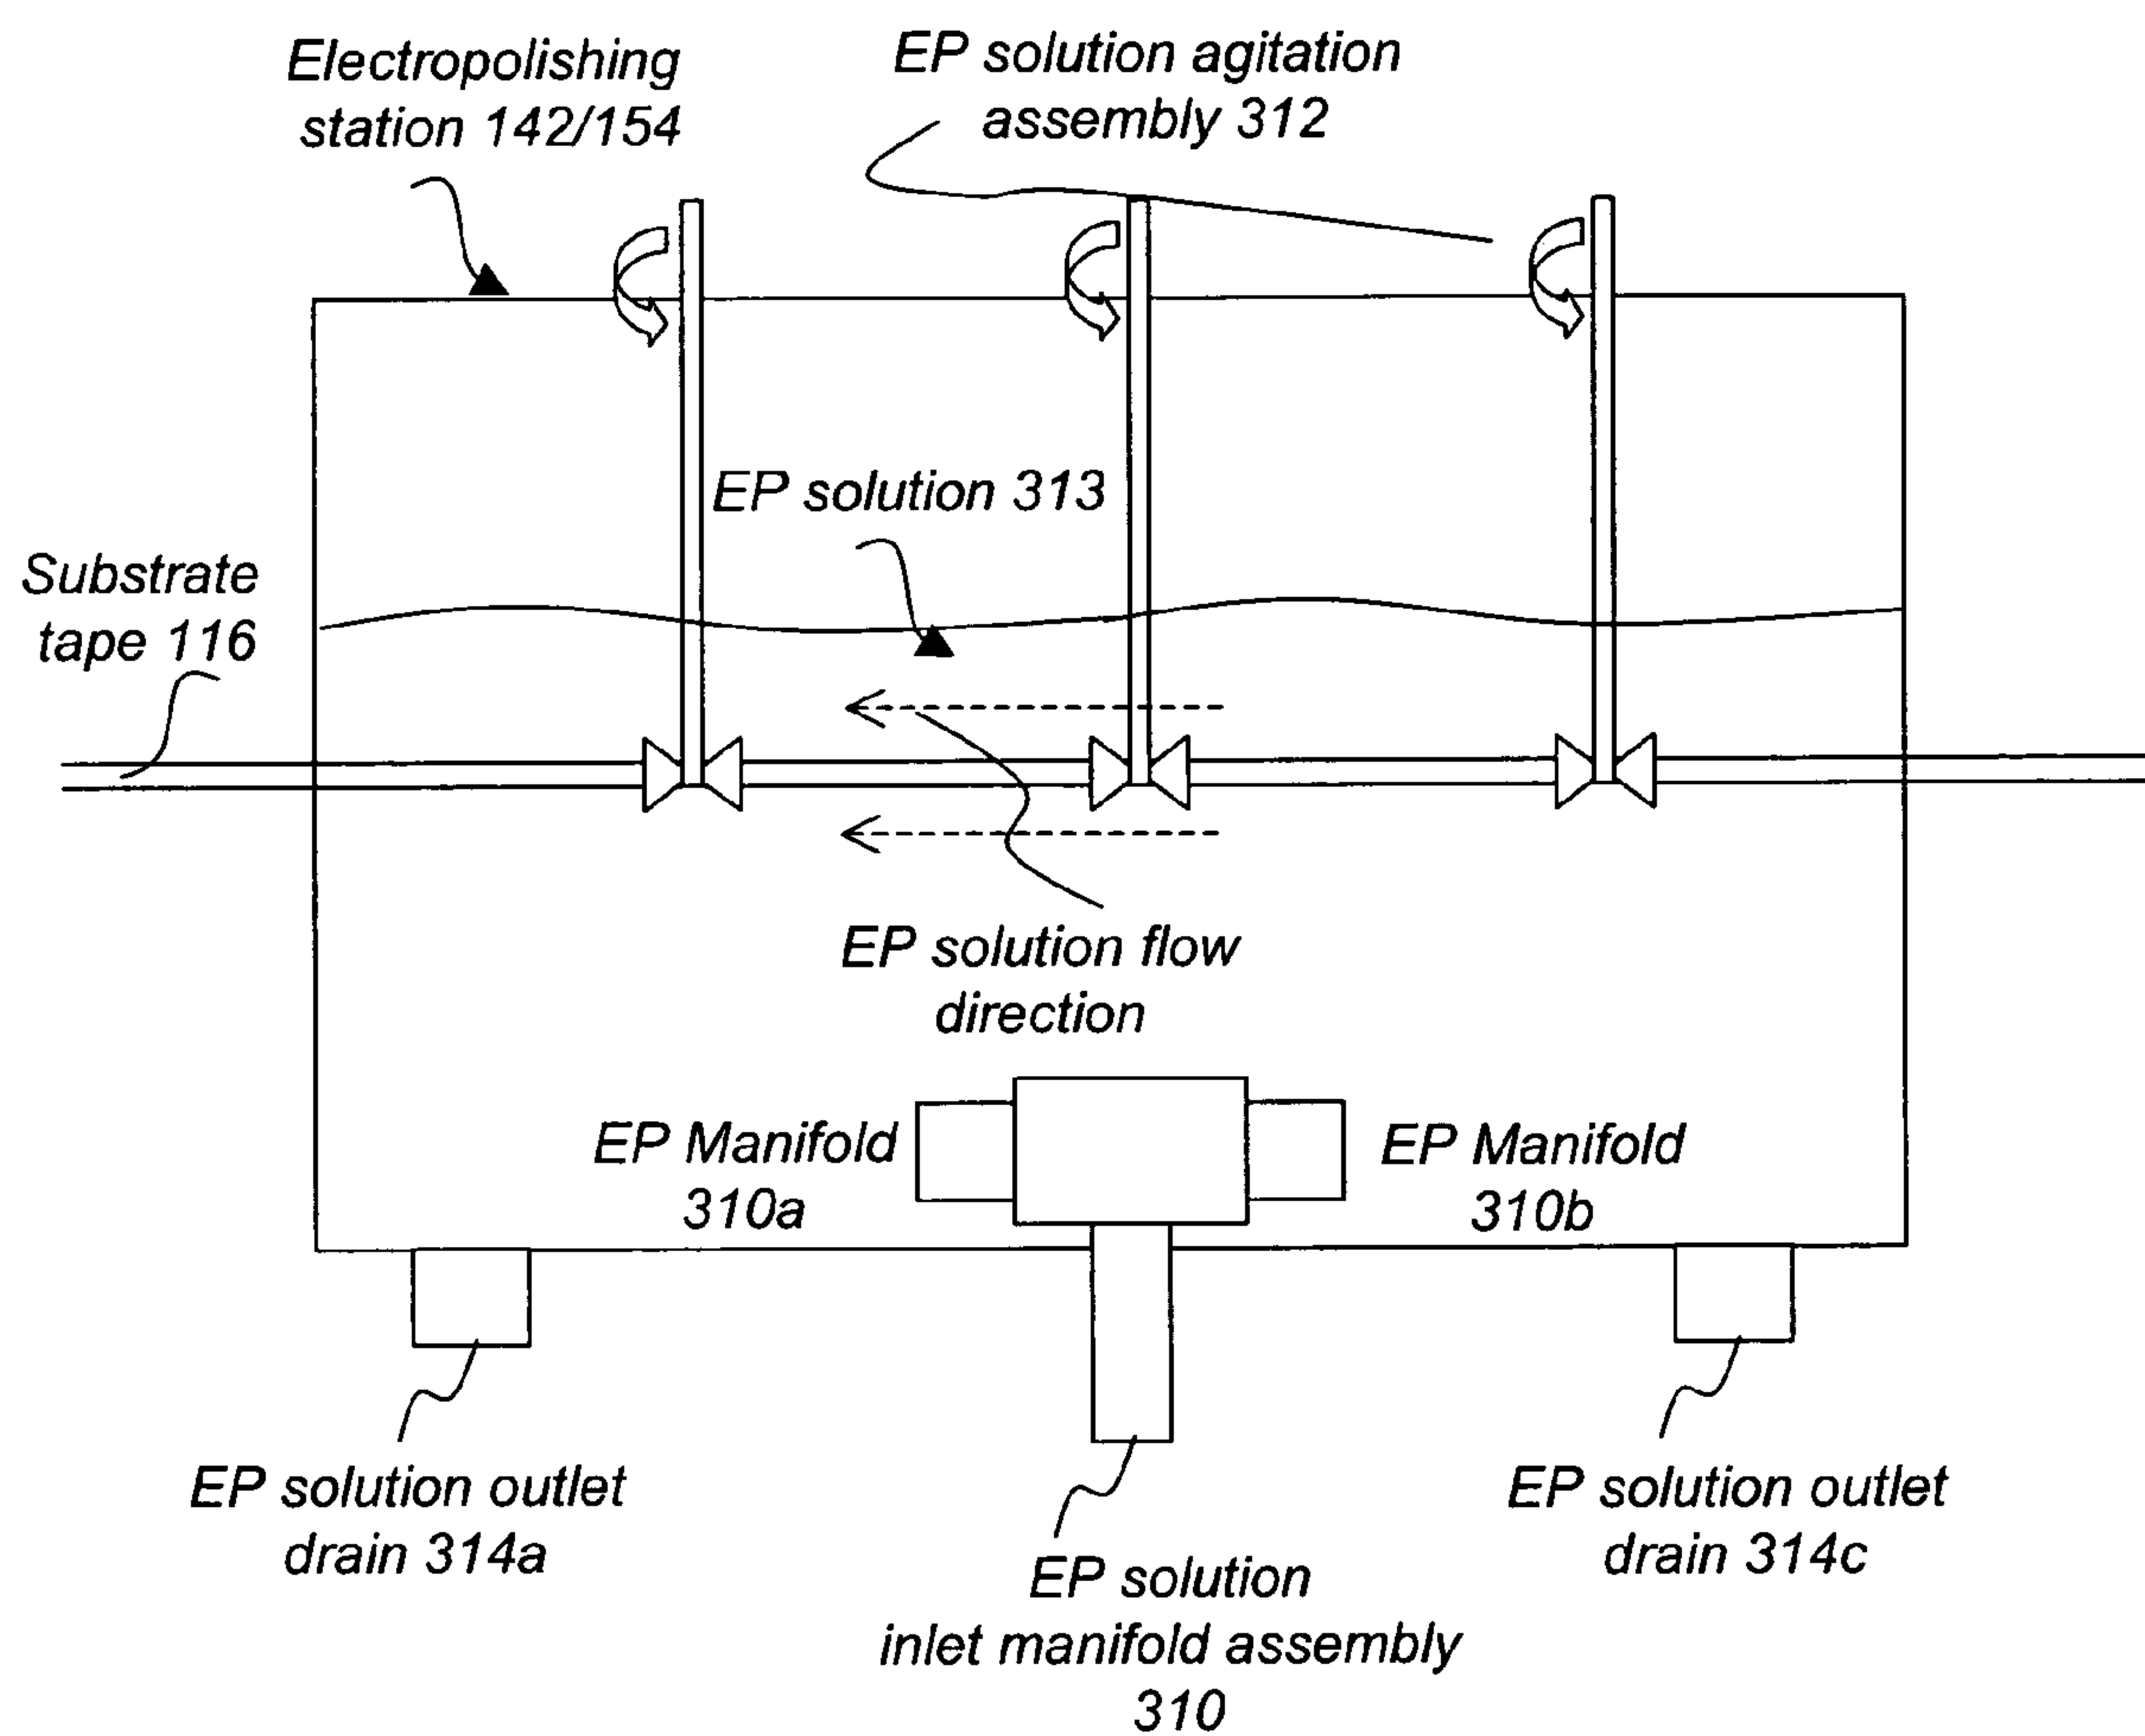 Electropolishing
station 142/154
EP solution agitation
assembly 312
EP solution 313
Substrate
tape 116
EP solution flow
direction
EP Manifold
310a
EP Manifold
310b
EP solution outlet
drain 314a
EP solution outlet
drain 314c
EP solution
inlet manifold assembly
310